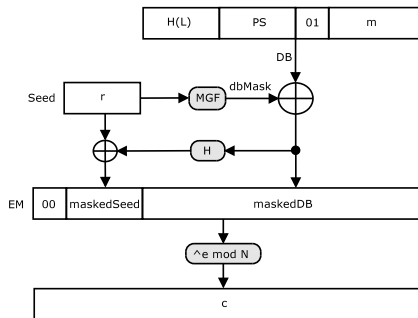 H(L) PS 01 m
DB
dbMask
Seed r MGF
H
EM 00 maskedSeed maskedDB
^e mod N
c